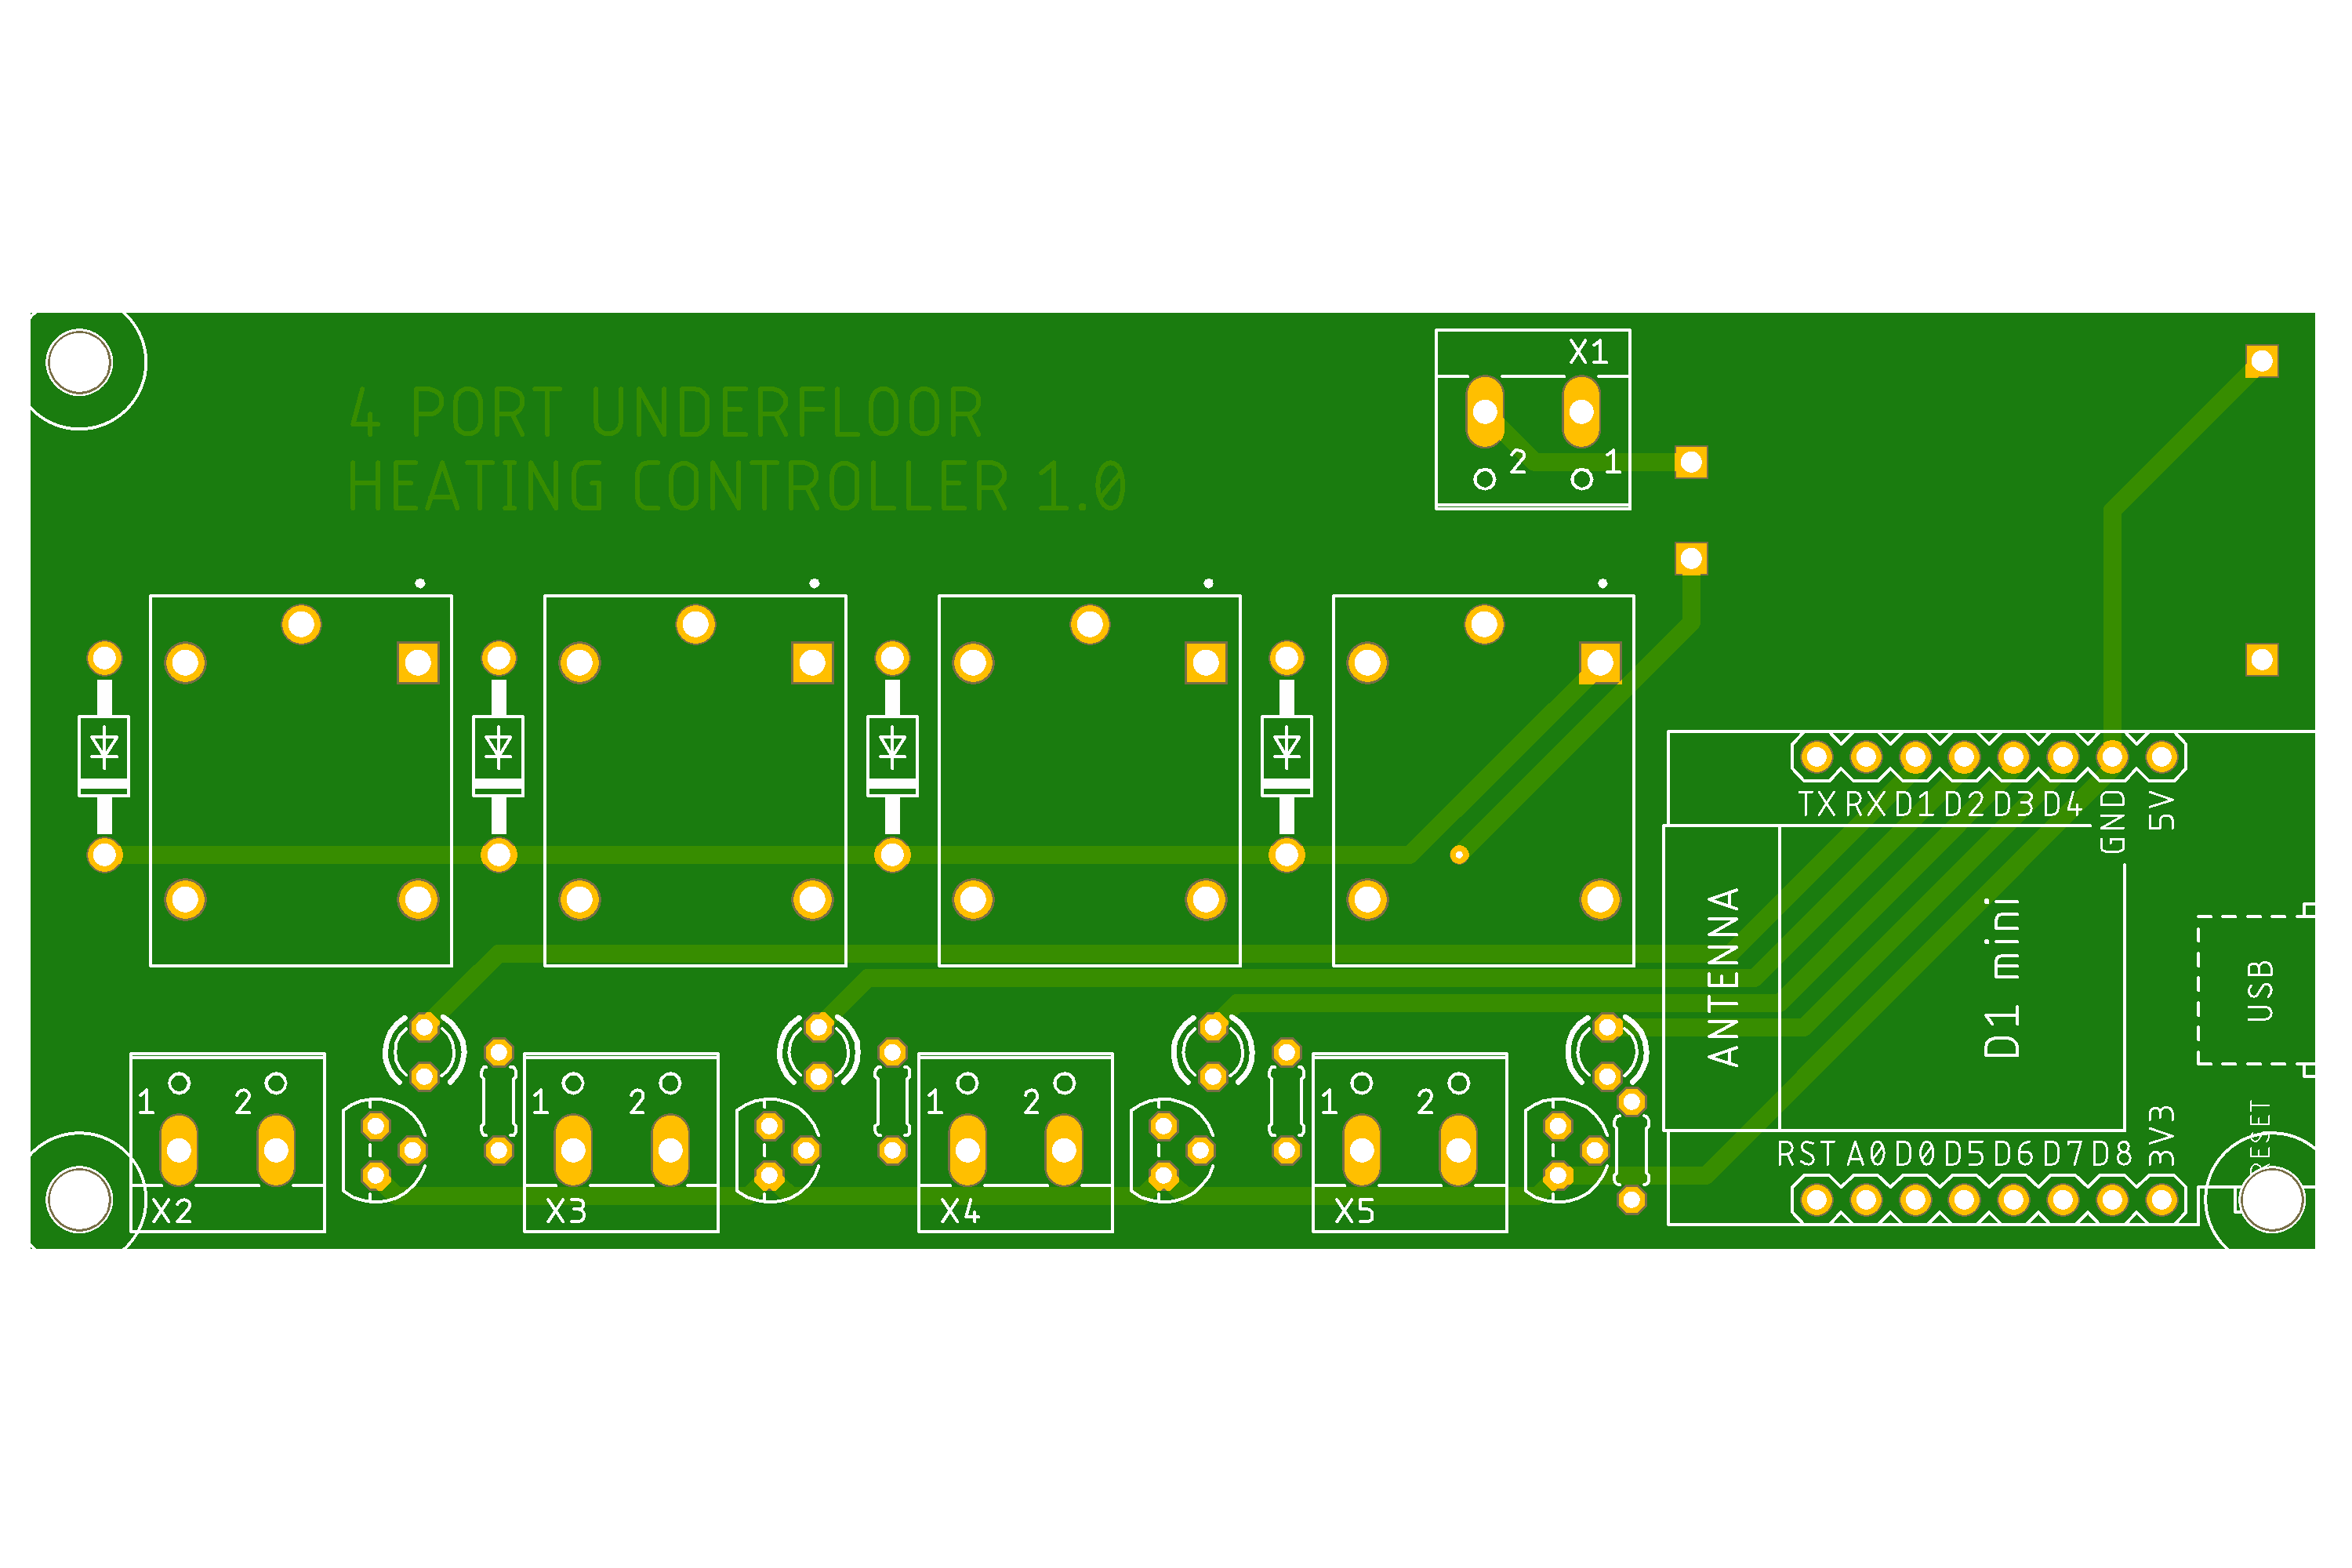 X1
4 PORT UNDERFLOOR
HEATING CONTROLLER 1.0
2 1
TX RX D1 D2 D3 D4 GND 5V
ANTENNA
D1 mini
USB
1 2
1 2
1 2
1 2
RST A0 D0 D5 D6 D7 D8 3V3
RESET
X2
X3
X4
X5